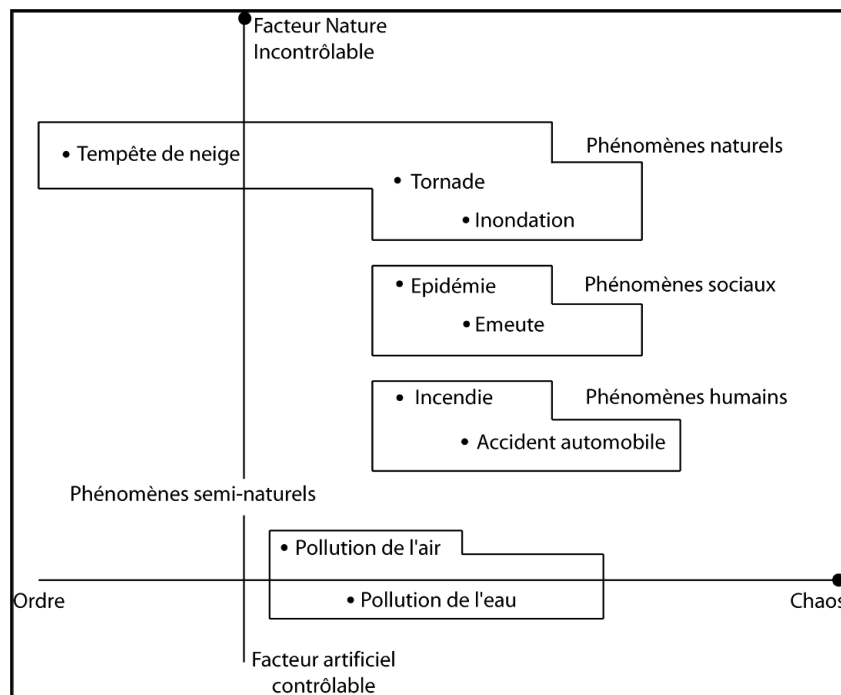 Facteur Nature
Incontrôlable
Phénomènes naturels
Tempête de neige
Tornade
Inondation
Phénomènes sociaux
Epidémie
Emeute
Phénomènes humains
Incendie
Accident automobile
Phénomènes semi-naturels
Pollution de l'air
Pollution de l'eau
Ordre
Chaos
Facteur artificiel
contrôlable